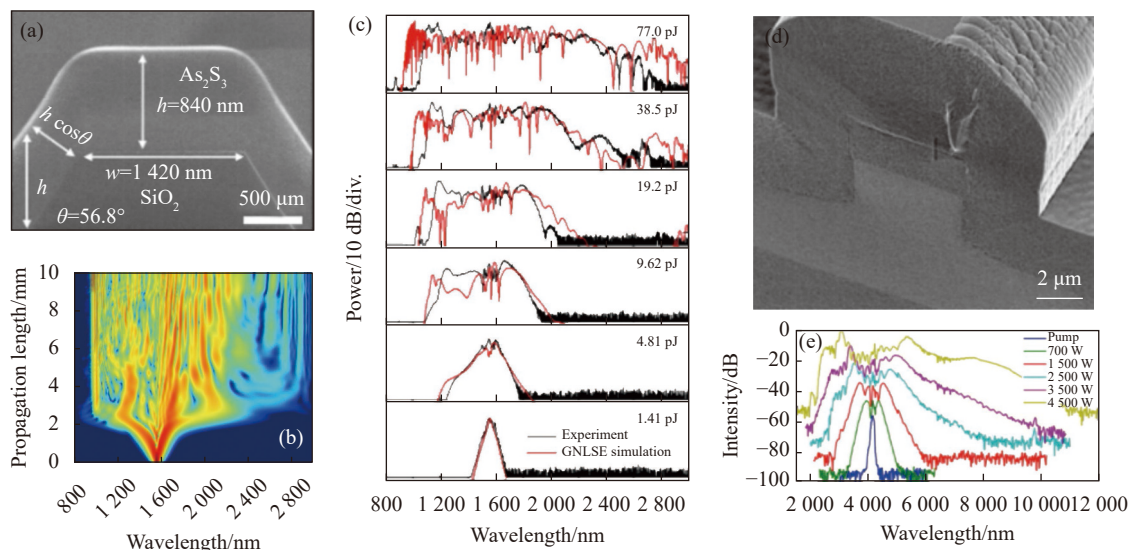 (a)
As₂S₃
h=840 nm
h cosθ
w=1 420 nm
h
SiO₂
θ=56.8°
500 μm
Propagation length/mm
10
8
6
4
2
0
(b)
800
1 200
1 600
2 000
2 400
2 800
Wavelength/nm
(c)
Power/10 dB/div.
77.0 pJ
38.5 pJ
19.2 pJ
9.62 pJ
4.81 pJ
1.41 pJ
Experiment
GNLSE simulation
800 1 200 1 600 2 000 2 400 2 800
Wavelength/nm
(d)
2 μm
(e)
Intensity/dB
0
−20
−40
−60
−80
−100
Pump
700 W
1 500 W
2 500 W
3 500 W
4 500 W
2 000 4 000 6 000 8 000 10 000 12 000
Wavelength/nm